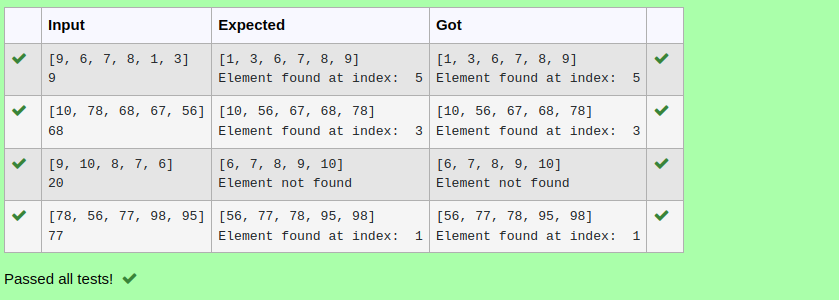 Input Expected Got
[9, 6, 7, 8, 1, 3] [1, 3, 6, 7, 8, 9] [1, 3, 6, 7, 8, 9]
9 Element found at index:  5 Element found at index:  5
[10, 78, 68, 67, 56] [10, 56, 67, 68, 78] [10, 56, 67, 68, 78]
68 Element found at index:  3 Element found at index:  3
[9, 10, 8, 7, 6] [6, 7, 8, 9, 10] [6, 7, 8, 9, 10]
20 Element not found Element not found
[78, 56, 77, 98, 95] [56, 77, 78, 95, 98] [56, 77, 78, 95, 98]
77 Element found at index:  1 Element found at index:  1
Passed all tests!